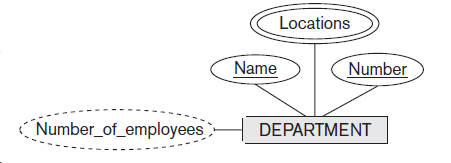 Locations
Name
Number
Number_of_employees
DEPARTMENT